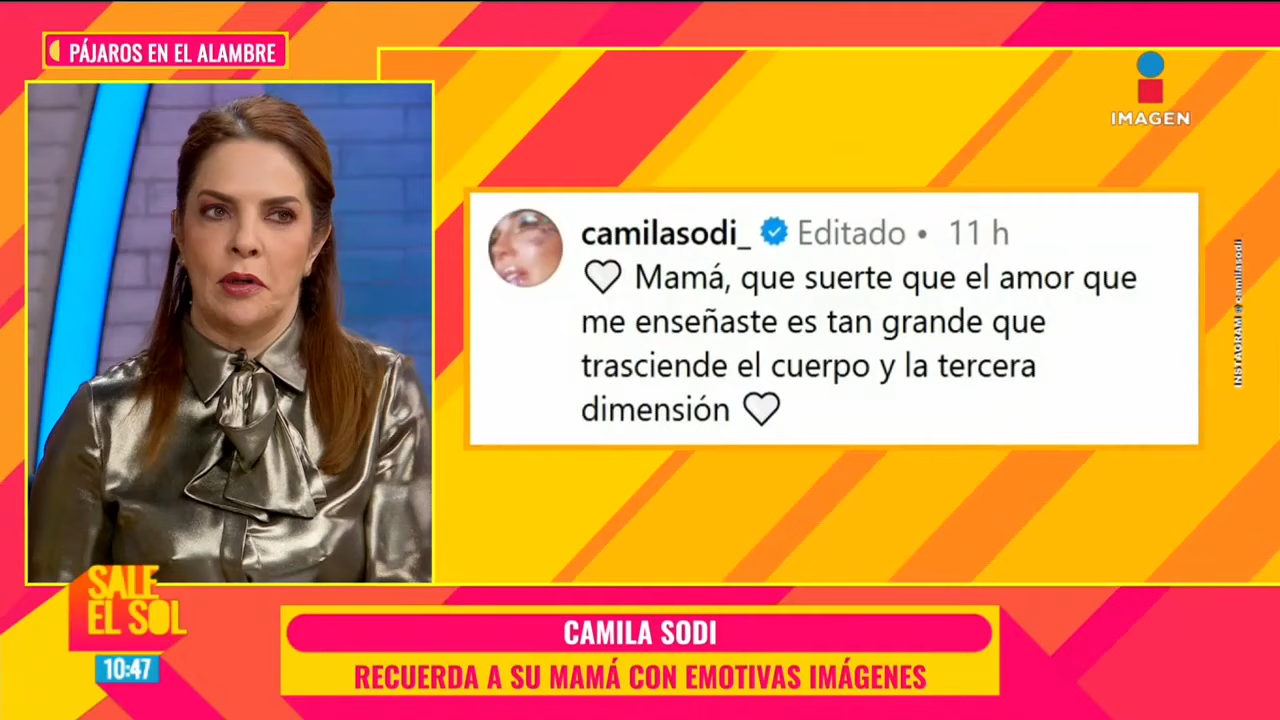 PÁJAROS EN EL ALAMBRE
IMAGEN
camilasodi_ Editado • 11 h
🤍 Mamá, que suerte que el amor que
me enseñaste es tan grande que
trasciende el cuerpo y la tercera
dimensión 🤍
INSTAGRAM @camilasodi
SALE
EL SOL
10:47
CAMILA SODI
RECUERDA A SU MAMÁ CON EMOTIVAS IMÁGENES